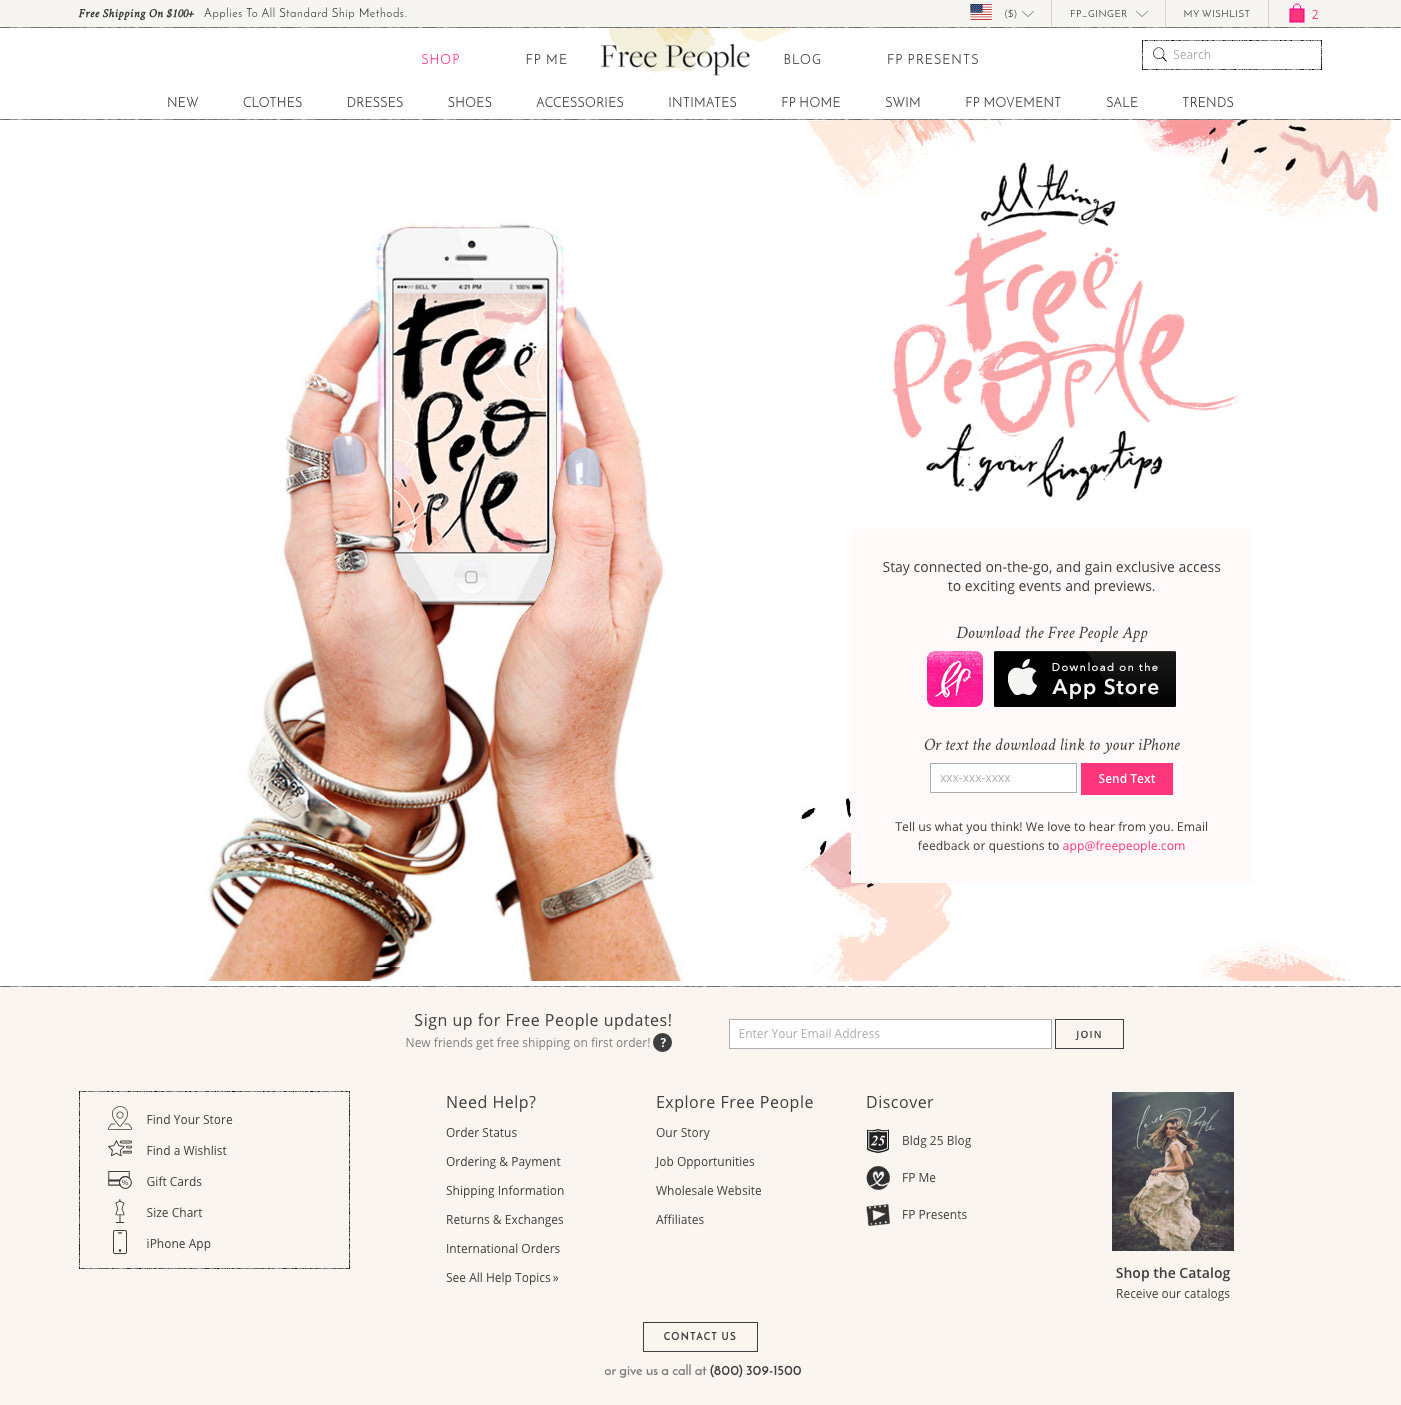 Free Shipping On $100+ Applies To All Standard Ship Methods.
($)
FP_GINGER
MY WISHLIST
2
SHOP
FP ME
Free People
BLOG
FP PRESENTS
Search
NEW
CLOTHES
DRESSES
SHOES
ACCESSORIES
INTIMATES
FP HOME
SWIM
FP MOVEMENT
SALE
TRENDS
BELL 4:21 PM 100%
Free
Peo
ple
all things
Free
People
at your fingertips
Stay connected on-the-go, and gain exclusive access
to exciting events and previews.
Download the Free People App
fp
Download on the
App Store
Or text the download link to your iPhone
xxx-xxx-xxxx
Send Text
Tell us what you think! We love to hear from you. Email
feedback or questions to app@freepeople.com
Sign up for Free People updates!
New friends get free shipping on first order! ?
Enter Your Email Address
JOIN
Find Your Store
Find a Wishlist
Gift Cards
Size Chart
iPhone App
Need Help?
Order Status
Ordering & Payment
Shipping Information
Returns & Exchanges
International Orders
See All Help Topics »
Explore Free People
Our Story
Job Opportunities
Wholesale Website
Affiliates
Discover
25 Bldg 25 Blog
FP Me
FP Presents
Free People
Shop the Catalog
Receive our catalogs
CONTACT US
or give us a call at (800) 309-1500